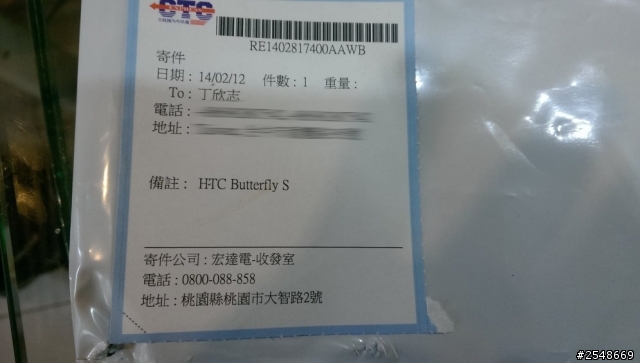 CTC
RE1402817400AAWB
寄件
日期：14/02/12 件數：1 重量：
To：丁欣志
電話：
地址：
備註： HTC Butterfly S
寄件公司：宏達電-收發室
電話：0800-088-858
地址：桃園縣桃園市大智路2號
#2548669